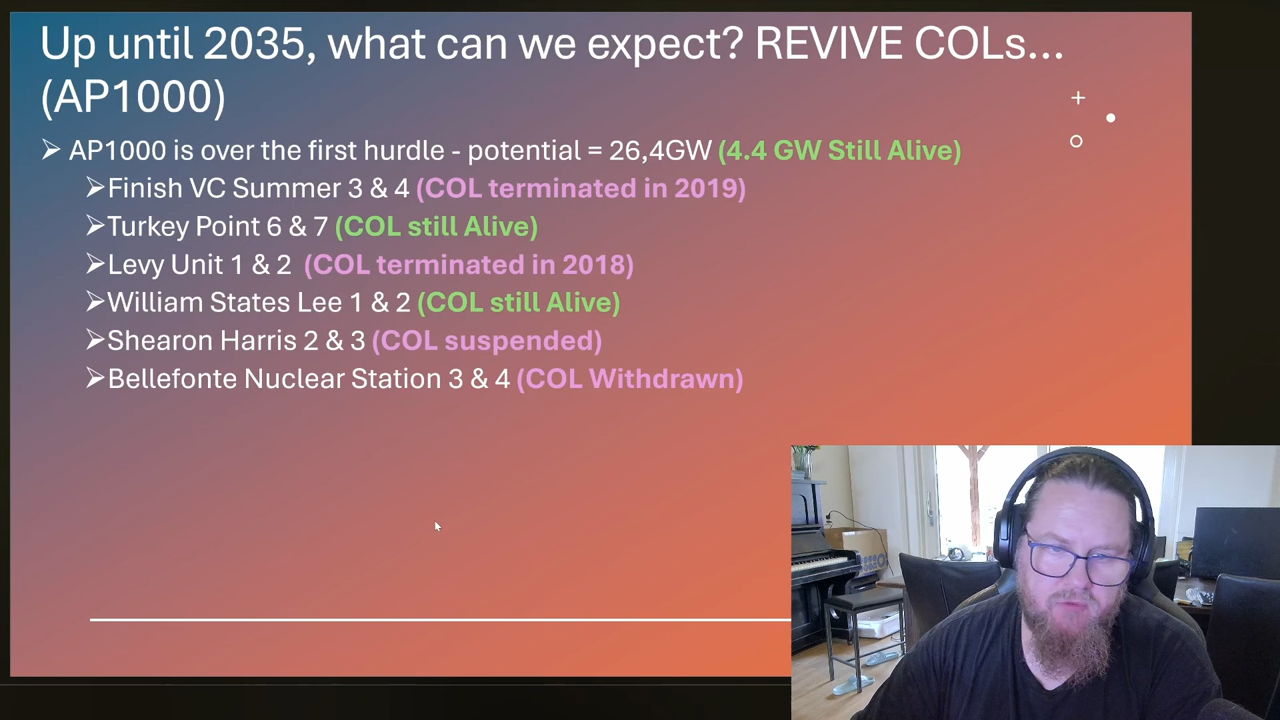 Up until 2035, what can we expect? REVIVE COLs...
(AP1000)
AP1000 is over the first hurdle - potential = 26,4GW (4.4 GW Still Alive)
Finish VC Summer 3 & 4 (COL terminated in 2019)
Turkey Point 6 & 7 (COL still Alive)
Levy Unit 1 & 2 (COL terminated in 2018)
William States Lee 1 & 2 (COL still Alive)
Shearon Harris 2 & 3 (COL suspended)
Bellefonte Nuclear Station 3 & 4 (COL Withdrawn)